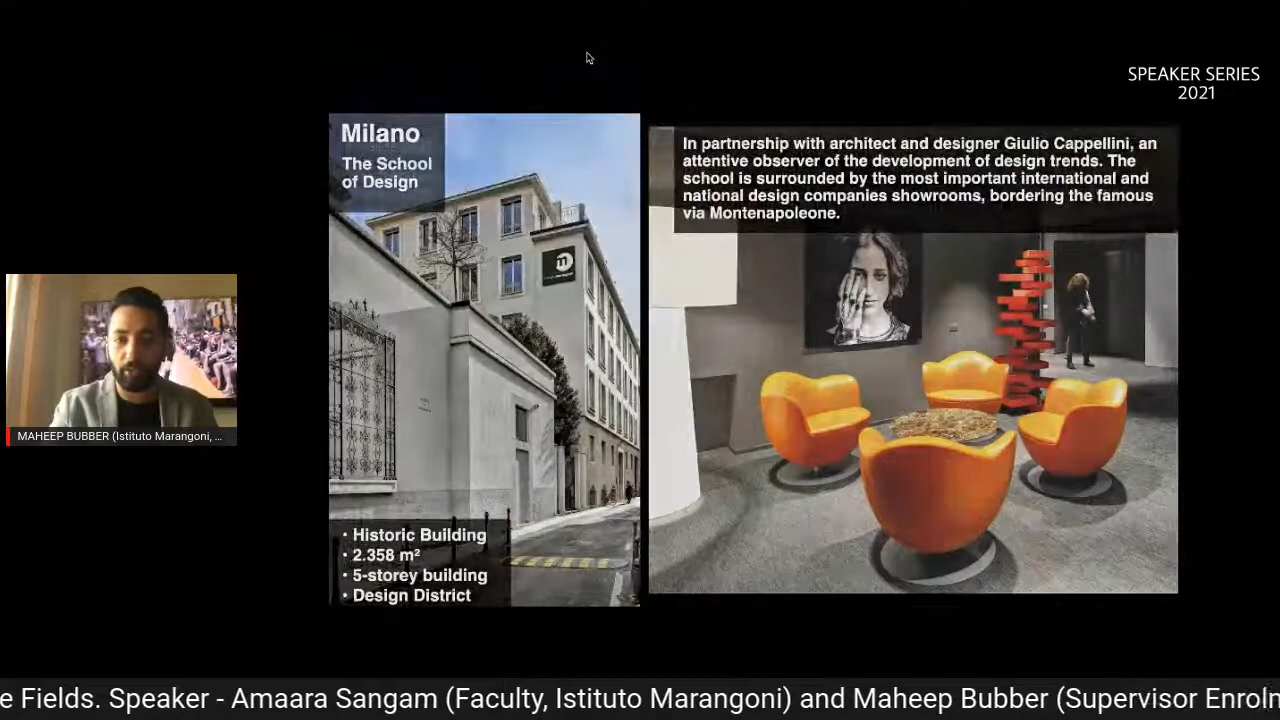 SPEAKER SERIES
2021
Milano
The School
of Design
In partnership with architect and designer Giulio Cappellini, an
attentive observer of the development of design trends. The
school is surrounded by the most important international and
national design companies showrooms, bordering the famous
via Montenapoleone.
• Historic Building
• 2.358 m²
• 5-storey building
• Design District
MAHEEP BUBBER (Istituto Marangoni, ...
e Fields. Speaker - Amaara Sangam (Faculty, Istituto Marangoni) and Maheep Bubber (Supervisor Enroln